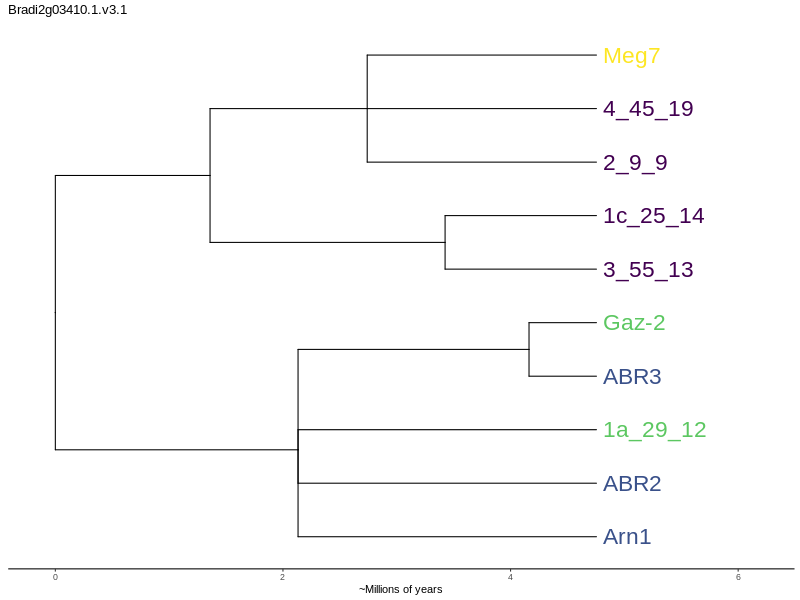 Bradi2g03410.1.v3.1
Meg7
4_45_19
2_9_9
1c_25_14
3_55_13
Gaz-2
ABR3
1a_29_12
ABR2
Arn1
0 2 4 6
~Millions of years